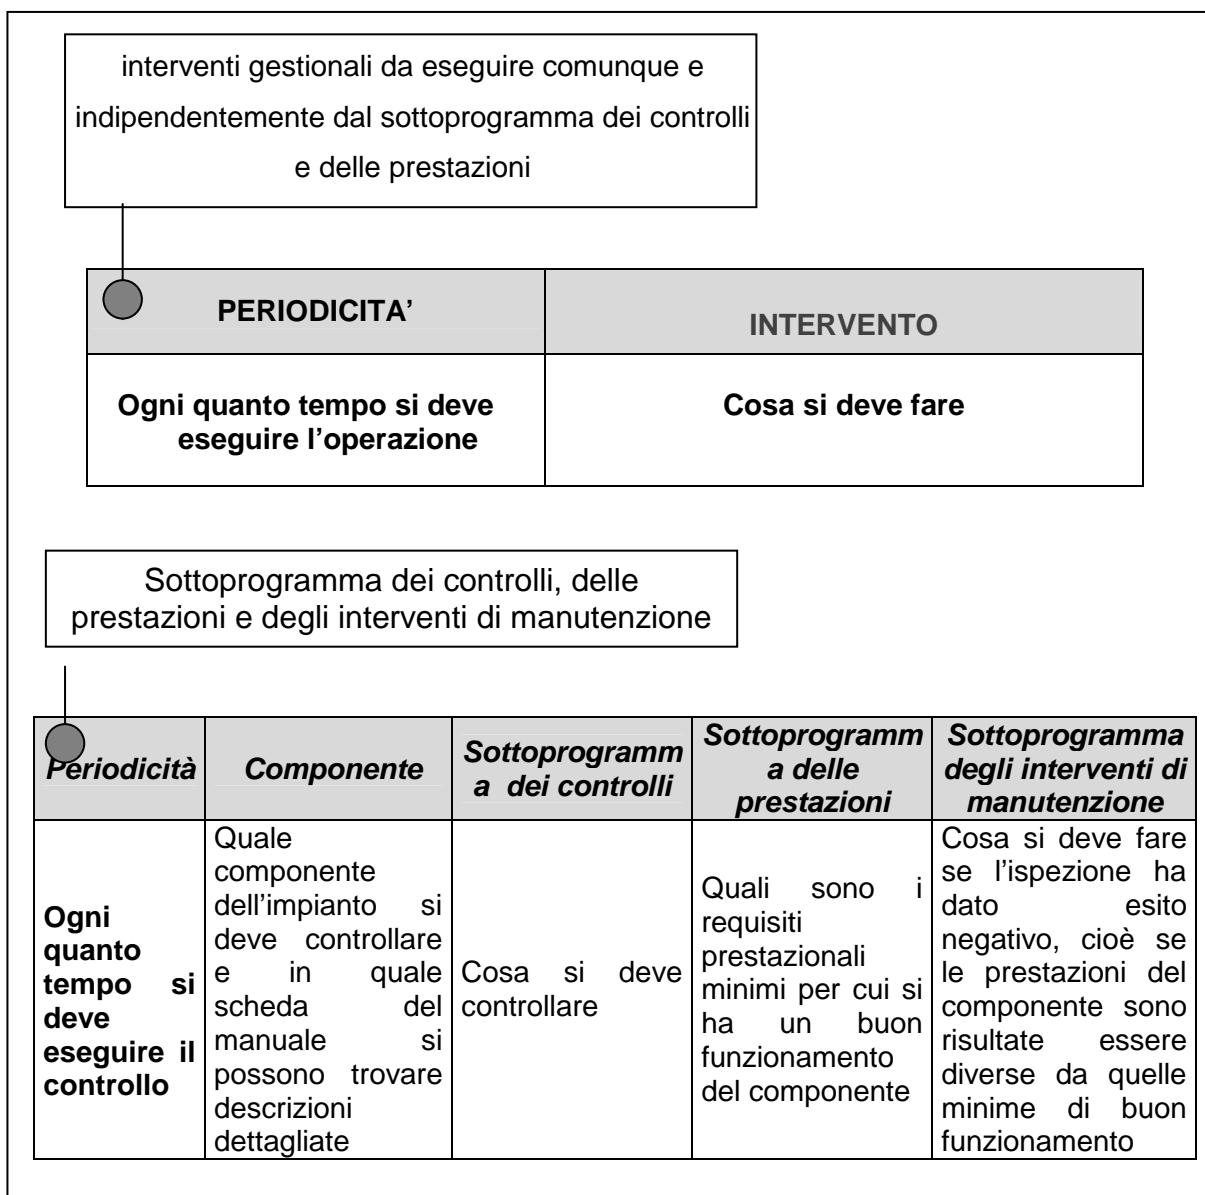 interventi gestionali da eseguire comunque e
indipendentemente dal sottoprogramma dei controlli
e delle prestazioni
PERIODICITA’
INTERVENTO
Ogni quanto tempo si deve
eseguire l’operazione
Cosa si deve fare
Sottoprogramma dei controlli, delle
prestazioni e degli interventi di manutenzione
Periodicità
Componente
Sottoprogramm
a dei controlli
Sottoprogramm
a delle
prestazioni
Sottoprogramma
degli interventi di
manutenzione
Ogni
quanto
tempo si
deve
eseguire il
controllo
Quale
componente
dell’impianto si
deve controllare
e in quale
scheda del
manuale si
possono trovare
descrizioni
dettagliate
Cosa si deve
controllare
Quali sono i
requisiti
prestazionali
minimi per cui si
ha un buon
funzionamento
del componente
Cosa si deve fare
se l’ispezione ha
dato esito
negativo, cioè se
le prestazioni del
componente sono
risultate essere
diverse da quelle
minime di buon
funzionamento